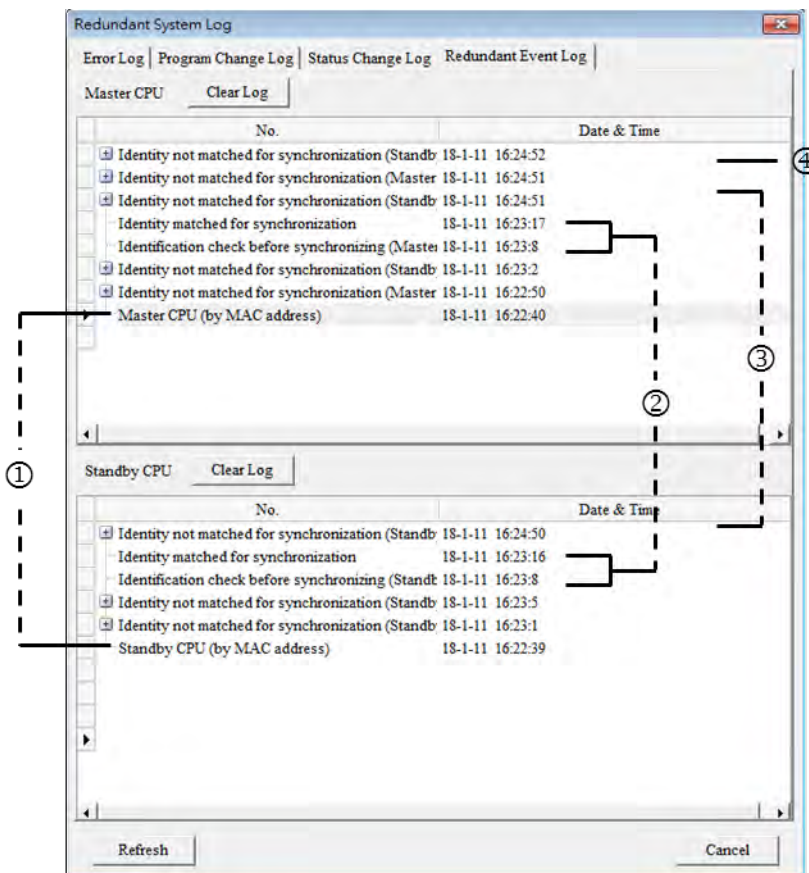 Redundant System Log
Error Log Program Change Log Status Change Log Redundant Event Log
Master CPU Clear Log
No. Date & Time
Identity not matched for synchronization (Standb 18-1-11 16:24:52
④
Identity not matched for synchronization (Master 18-1-11 16:24:51
Identity not matched for synchronization (Standb 18-1-11 16:24:51
Identity matched for synchronization 18-1-11 16:23:17
Identification check before synchronizing (Master 18-1-11 16:23:8
Identity not matched for synchronization (Standb 18-1-11 16:23:2
Identity not matched for synchronization (Master 18-1-11 16:22:50
Master CPU (by MAC address) 18-1-11 16:22:40
③
②
①
Standby CPU Clear Log
No. Date & Time
Identity not matched for synchronization (Standb 18-1-11 16:24:50
Identity matched for synchronization 18-1-11 16:23:16
Identification check before synchronizing (Standb 18-1-11 16:23:8
Identity not matched for synchronization (Standb 18-1-11 16:23:5
Identity not matched for synchronization (Standb 18-1-11 16:23:1
Standby CPU (by MAC address) 18-1-11 16:22:39
Refresh Cancel